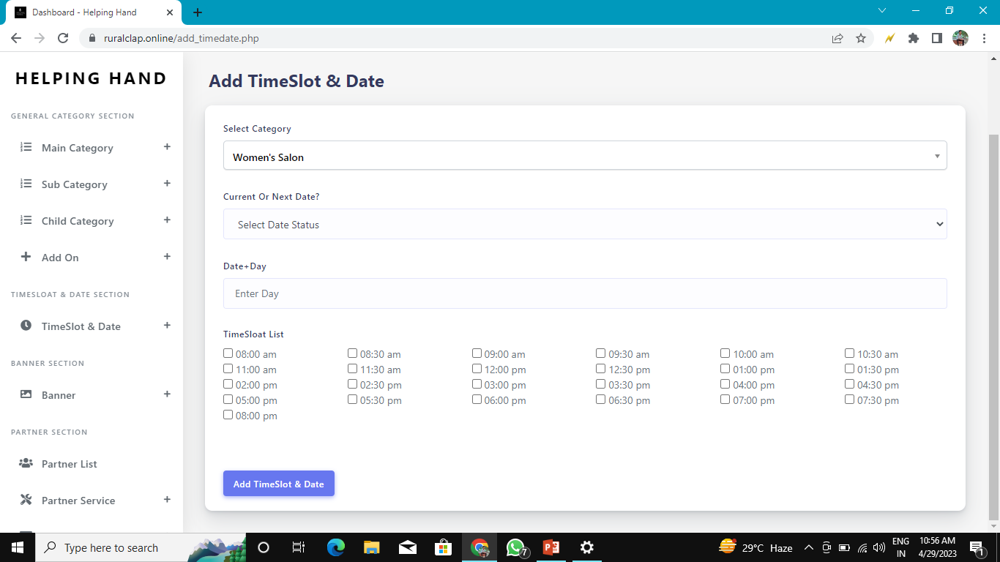 Dashboard - Helping Hand
ruralclap.online/add_timedate.php
HELPING HAND
GENERAL CATEGORY SECTION
Main Category +
Sub Category +
Child Category +
Add On +
TIMESLOAT & DATE SECTION
TimeSlot & Date +
BANNER SECTION
Banner +
PARTNER SECTION
Partner List
Partner Service +
Add TimeSlot & Date
Select Category
Women's Salon
Current Or Next Date?
Select Date Status
Date+Day
Enter Day
TimeSloat List
08:00 am 08:30 am 09:00 am 09:30 am 10:00 am 10:30 am
11:00 am 11:30 am 12:00 pm 12:30 pm 01:00 pm 01:30 pm
02:00 pm 02:30 pm 03:00 pm 03:30 pm 04:00 pm 04:30 pm
05:00 pm 05:30 pm 06:00 pm 06:30 pm 07:00 pm 07:30 pm
08:00 pm
Add TimeSlot & Date
Type here to search
7
29°C Haze
ENG
IN
10:56 AM
4/29/2023
1